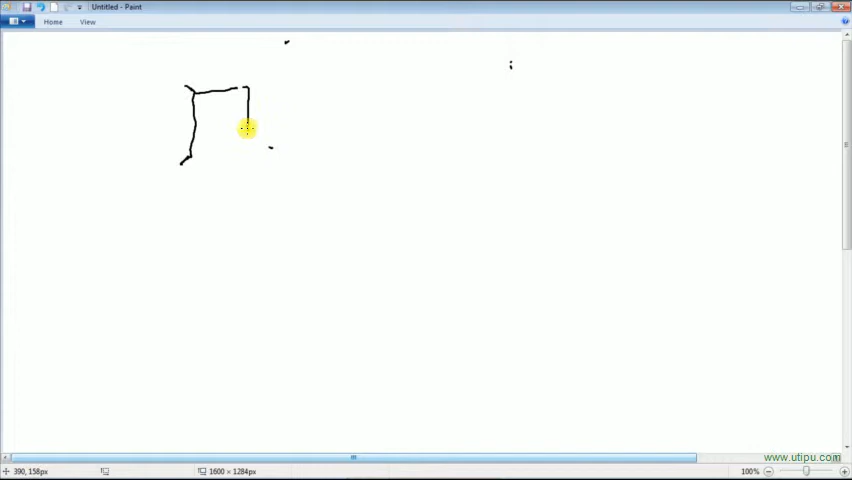 Untitled - Paint
Home View
www.utipu.com
390, 158px
1600 × 1284px
100%